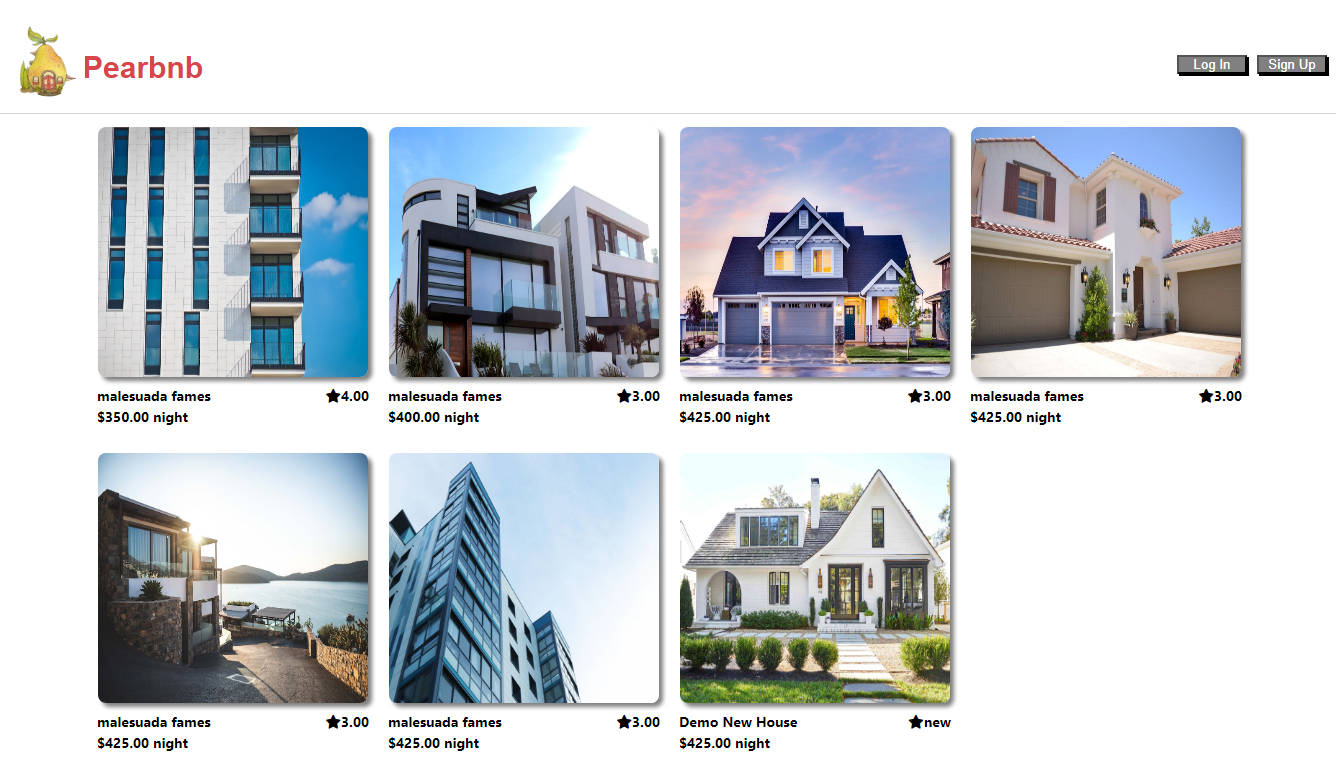 Pearbnb
Log In
Sign Up
malesuada fames ★4.00
$350.00 night
malesuada fames ★3.00
$400.00 night
malesuada fames ★3.00
$425.00 night
malesuada fames ★3.00
$425.00 night
malesuada fames ★3.00
$425.00 night
malesuada fames ★3.00
$425.00 night
Demo New House ★new
$425.00 night